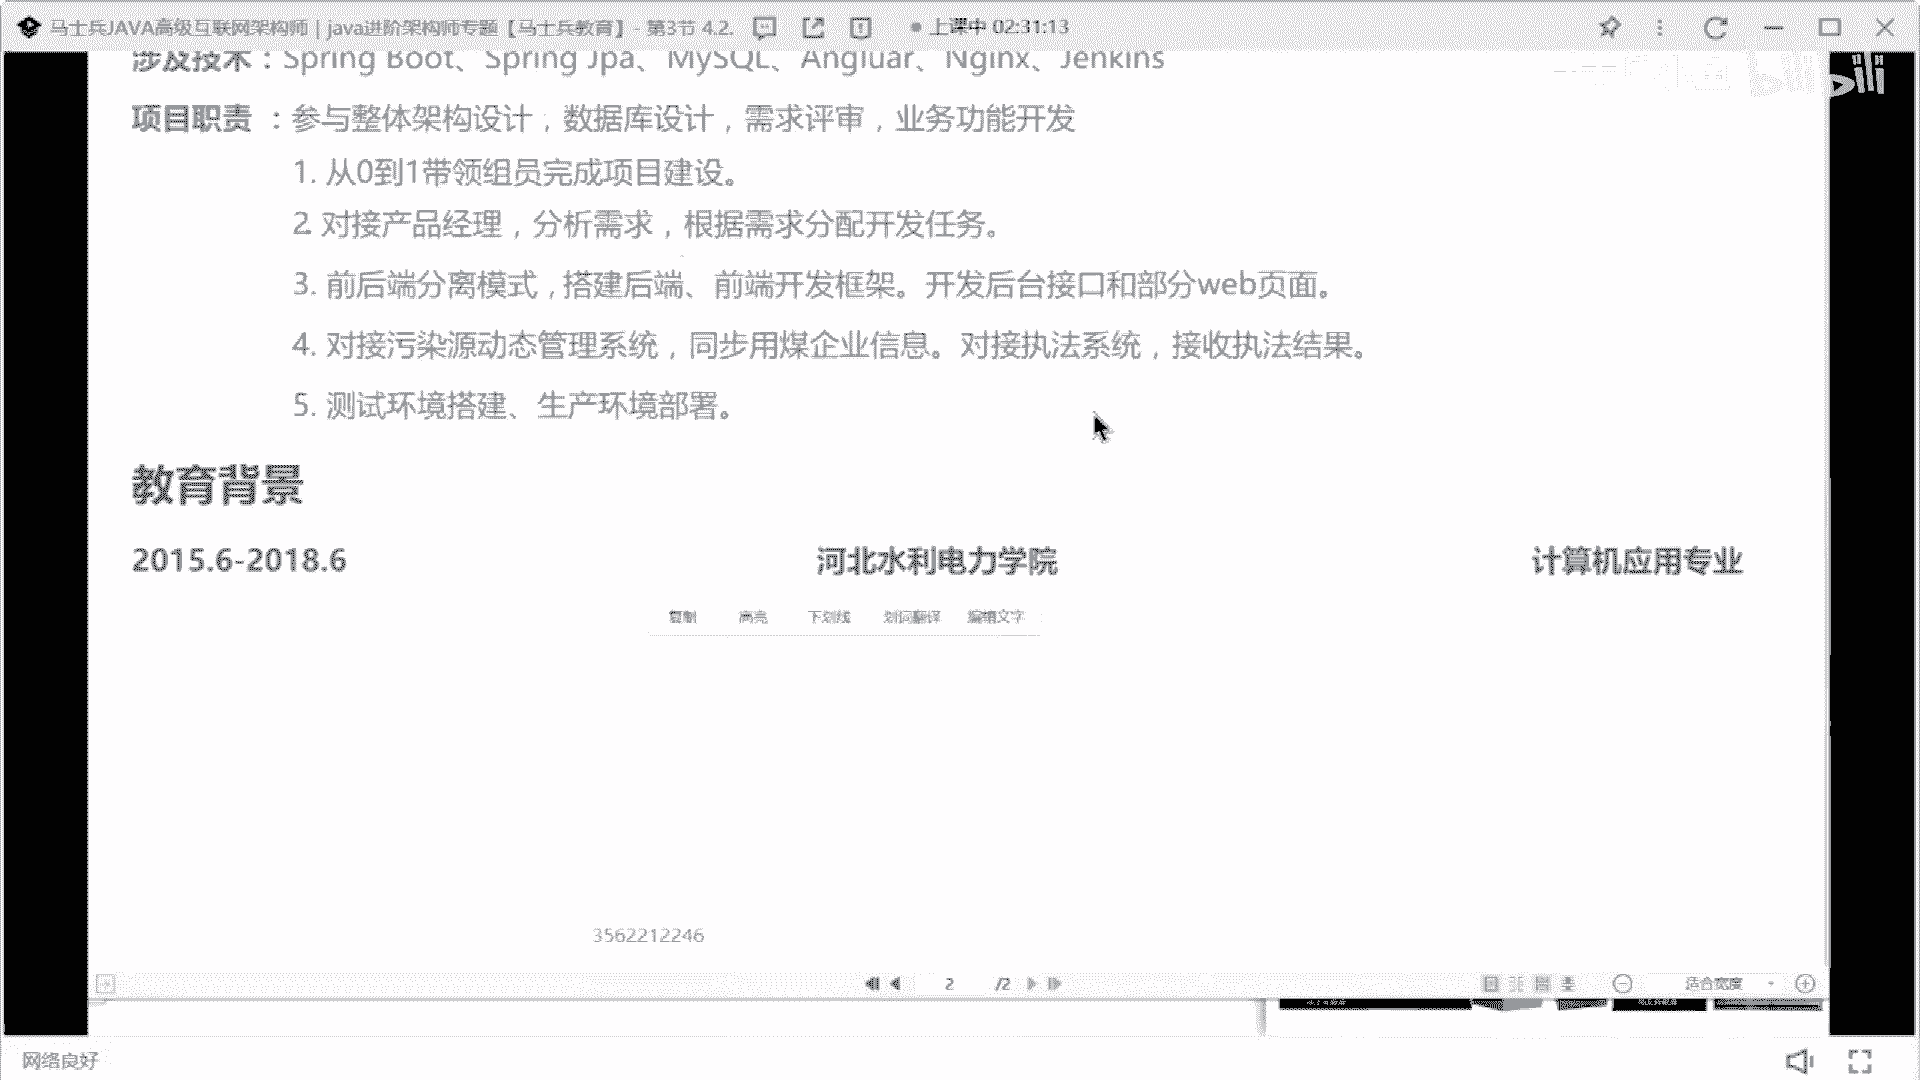 马士兵JAVA高级互联网架构师 | java进阶架构师专题【马士兵教育】 - 第3节 4.2.
上课中 02:31:13
涉及技术：Spring Boot、Spring Jpa、MySQL、Angluar、Nginx、Jenkins
bilibili
项目职责 ：参与整体架构设计，数据库设计，需求评审，业务功能开发
1. 从0到1带领组员完成项目建设。
2. 对接产品经理，分析需求，根据需求分配开发任务。
3. 前后端分离模式，搭建后端、前端开发框架。开发后台接口和部分web页面。
4. 对接污染源动态管理系统，同步用煤企业信息。对接执法系统，接收执法结果。
5. 测试环境搭建、生产环境部署。
教育背景
2015.6-2018.6 河北水利电力学院 计算机应用专业
复制 高亮 下划线 划词翻译 编辑文字
3562212246
2 /2 适合宽度
网络良好